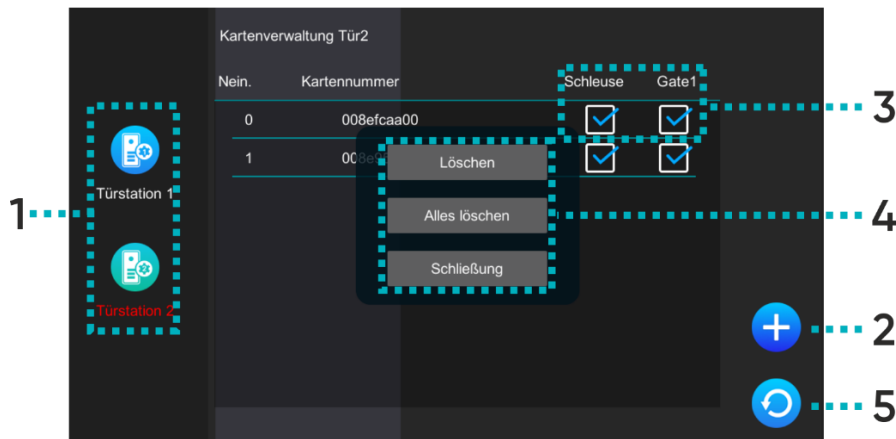 Kartenverwaltung Tür2
Nein. Kartennummer Schleuse Gate1
0 008efcaa00
1
Löschen
Alles löschen
Schließung
Türstation 1
Türstation 2
1
2
3
4
5